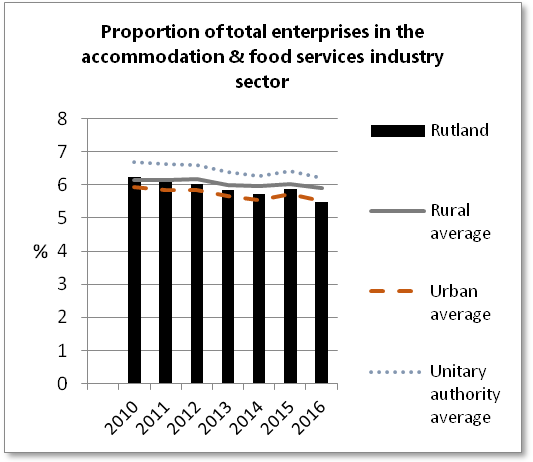 Proportion of total enterprises in the
accommodation & food services industry
sector
8
7
6
5
4
3
2
1
0
%
2010
2011
2012
2013
2014
2015
2016
Rutland
Rural
average
Urban
average
Unitary
authority
average